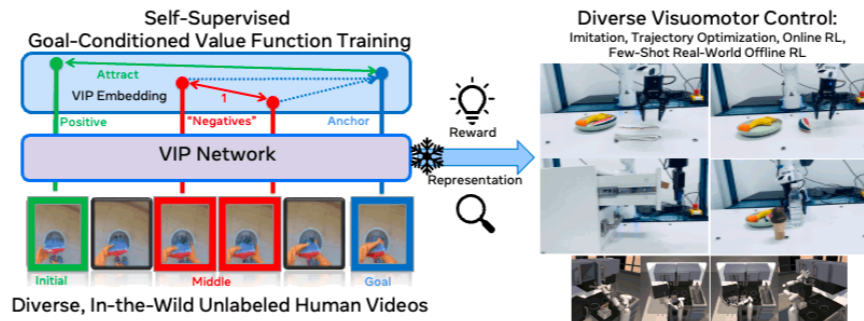 Self-Supervised
Goal-Conditioned Value Function Training
Attract
VIP Embedding
1
Positive
"Negatives"
Anchor
VIP Network
Initial
Middle
Goal
Diverse, In-the-Wild Unlabeled Human Videos
Reward
Representation
Diverse Visuomotor Control:
Imitation, Trajectory Optimization, Online RL,
Few-Shot Real-World Offline RL